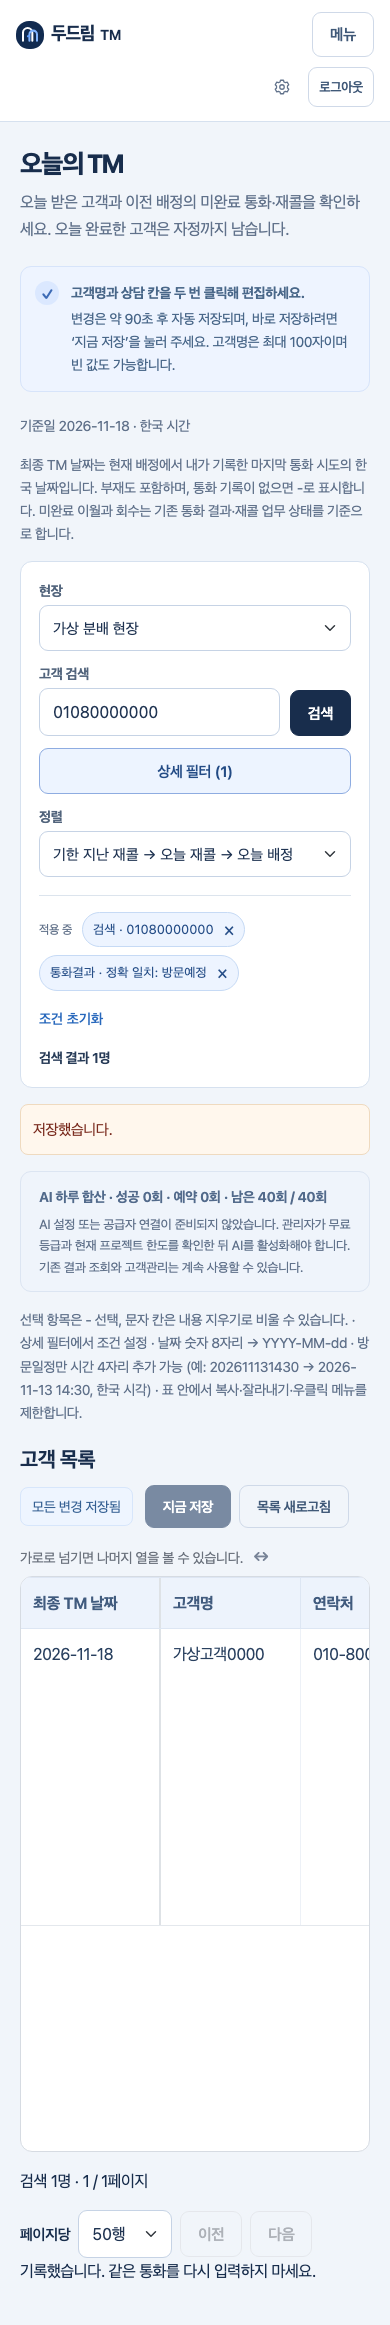 두드림 TM
메뉴
로그아웃
오늘의 TM
오늘 받은 고객과 이전 배정의 미완료 통화·재콜을 확인하
세요. 오늘 완료한 고객은 자정까지 남습니다.
고객명과 상담 칸을 두 번 클릭해 편집하세요.
변경은 약 90초 후 자동 저장되며, 바로 저장하려면
‘지금 저장’을 눌러 주세요. 고객명은 최대 100자이며
빈 값도 가능합니다.
기준일 2026-11-18 · 한국 시간
최종 TM 날짜는 현재 배정에서 내가 기록한 마지막 통화 시도의 한
국 날짜입니다. 부재도 포함하며, 통화 기록이 없으면 -로 표시합니
다. 미완료 이월과 회수는 기존 통화 결과·재콜 업무 상태를 기준으
로 합니다.
현장
가상 분배 현장
고객 검색
01080000000
검색
상세 필터 (1)
정렬
기한 지난 재콜 → 오늘 재콜 → 오늘 배정
적용 중
검색 · 01080000000 ×
통화결과 · 정확 일치: 방문예정 ×
조건 초기화
검색 결과 1명
저장했습니다.
AI 하루 합산 · 성공 0회 · 예약 0회 · 남은 40회 / 40회
AI 설정 또는 공급자 연결이 준비되지 않았습니다. 관리자가 무료
등급과 현재 프로젝트 한도를 확인한 뒤 AI를 활성화해야 합니다.
기존 결과 조회와 고객관리는 계속 사용할 수 있습니다.
선택 항목은 - 선택, 문자 칸은 내용 지우기로 비울 수 있습니다. ·
상세 필터에서 조건 설정 · 날짜 숫자 8자리 → YYYY-MM-dd · 방
문일정만 시간 4자리 추가 가능 (예: 202611131430 → 2026-
11-13 14:30, 한국 시각) · 표 안에서 복사·잘라내기·우클릭 메뉴를
제한합니다.
고객 목록
모든 변경 저장됨
지금 저장
목록 새로고침
가로로 넘기면 나머지 열을 볼 수 있습니다. ↔
최종 TM 날짜 고객명 연락처
2026-11-18 가상고객0000 010-800
검색 1명 · 1 / 1페이지
페이지당 50행 이전 다음
기록했습니다. 같은 통화를 다시 입력하지 마세요.